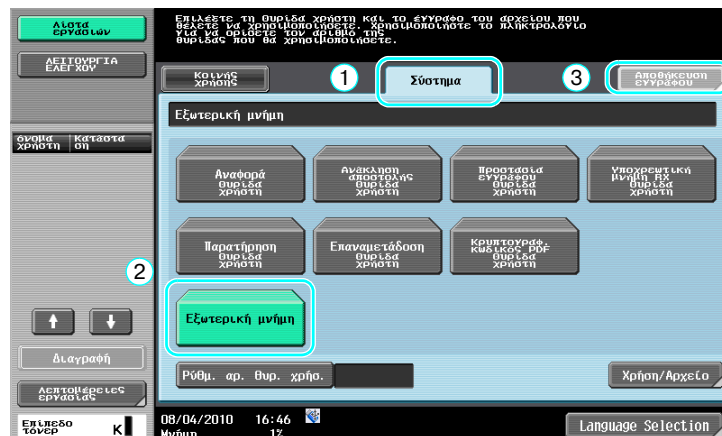 Λίστα
εργασιών
ΛΕΙΤΟΥΡΓΙΑ
ΕΛΕΓΧΟΥ
Επιλέξτε τη Θυρίδα χρήστη και το έγγραφο του αρχείου που
θέλετε να χρησιμοποιήσετε. Χρησιμοποιήστε το πληκτρολόγιο
για να ορίσετε τον αριθμό της
θυρίδας που θα χρησιμοποιήσετε.
Κοινής
χρήσης
1
Σύστημα
3
Αποθήκευση
εγγράφου
Εξωτερική μνήμη
όνομα
χρήστη
Κατάστα
ση
Αναφορά
Θυρίδα
χρήστη
Ανάκληση
αποστολής
Θυρίδα
χρήστη
Προστασία
εγγράφου
Θυρίδα
χρήστη
Υποχρεωτική
μνήμη RX
Θυρίδα
χρήστη
Παρατήρηση
Θυρίδα
χρήστη
Επαναμετάδοση
Θυρίδα
χρήστη
Κρυπτογράφ.
Κωδικός PDF
Θυρίδα
χρήστη
2
Εξωτερική μνήμη
Διαγραφή
Λεπτομέρειες
εργασίας
Ρύθμ. αρ. θυρ. χρήσ.
Χρήση/Αρχείο
Επίπεδο
τόνερ
K
08/04/2010 16:46
Μνήμη 1%
Language Selection